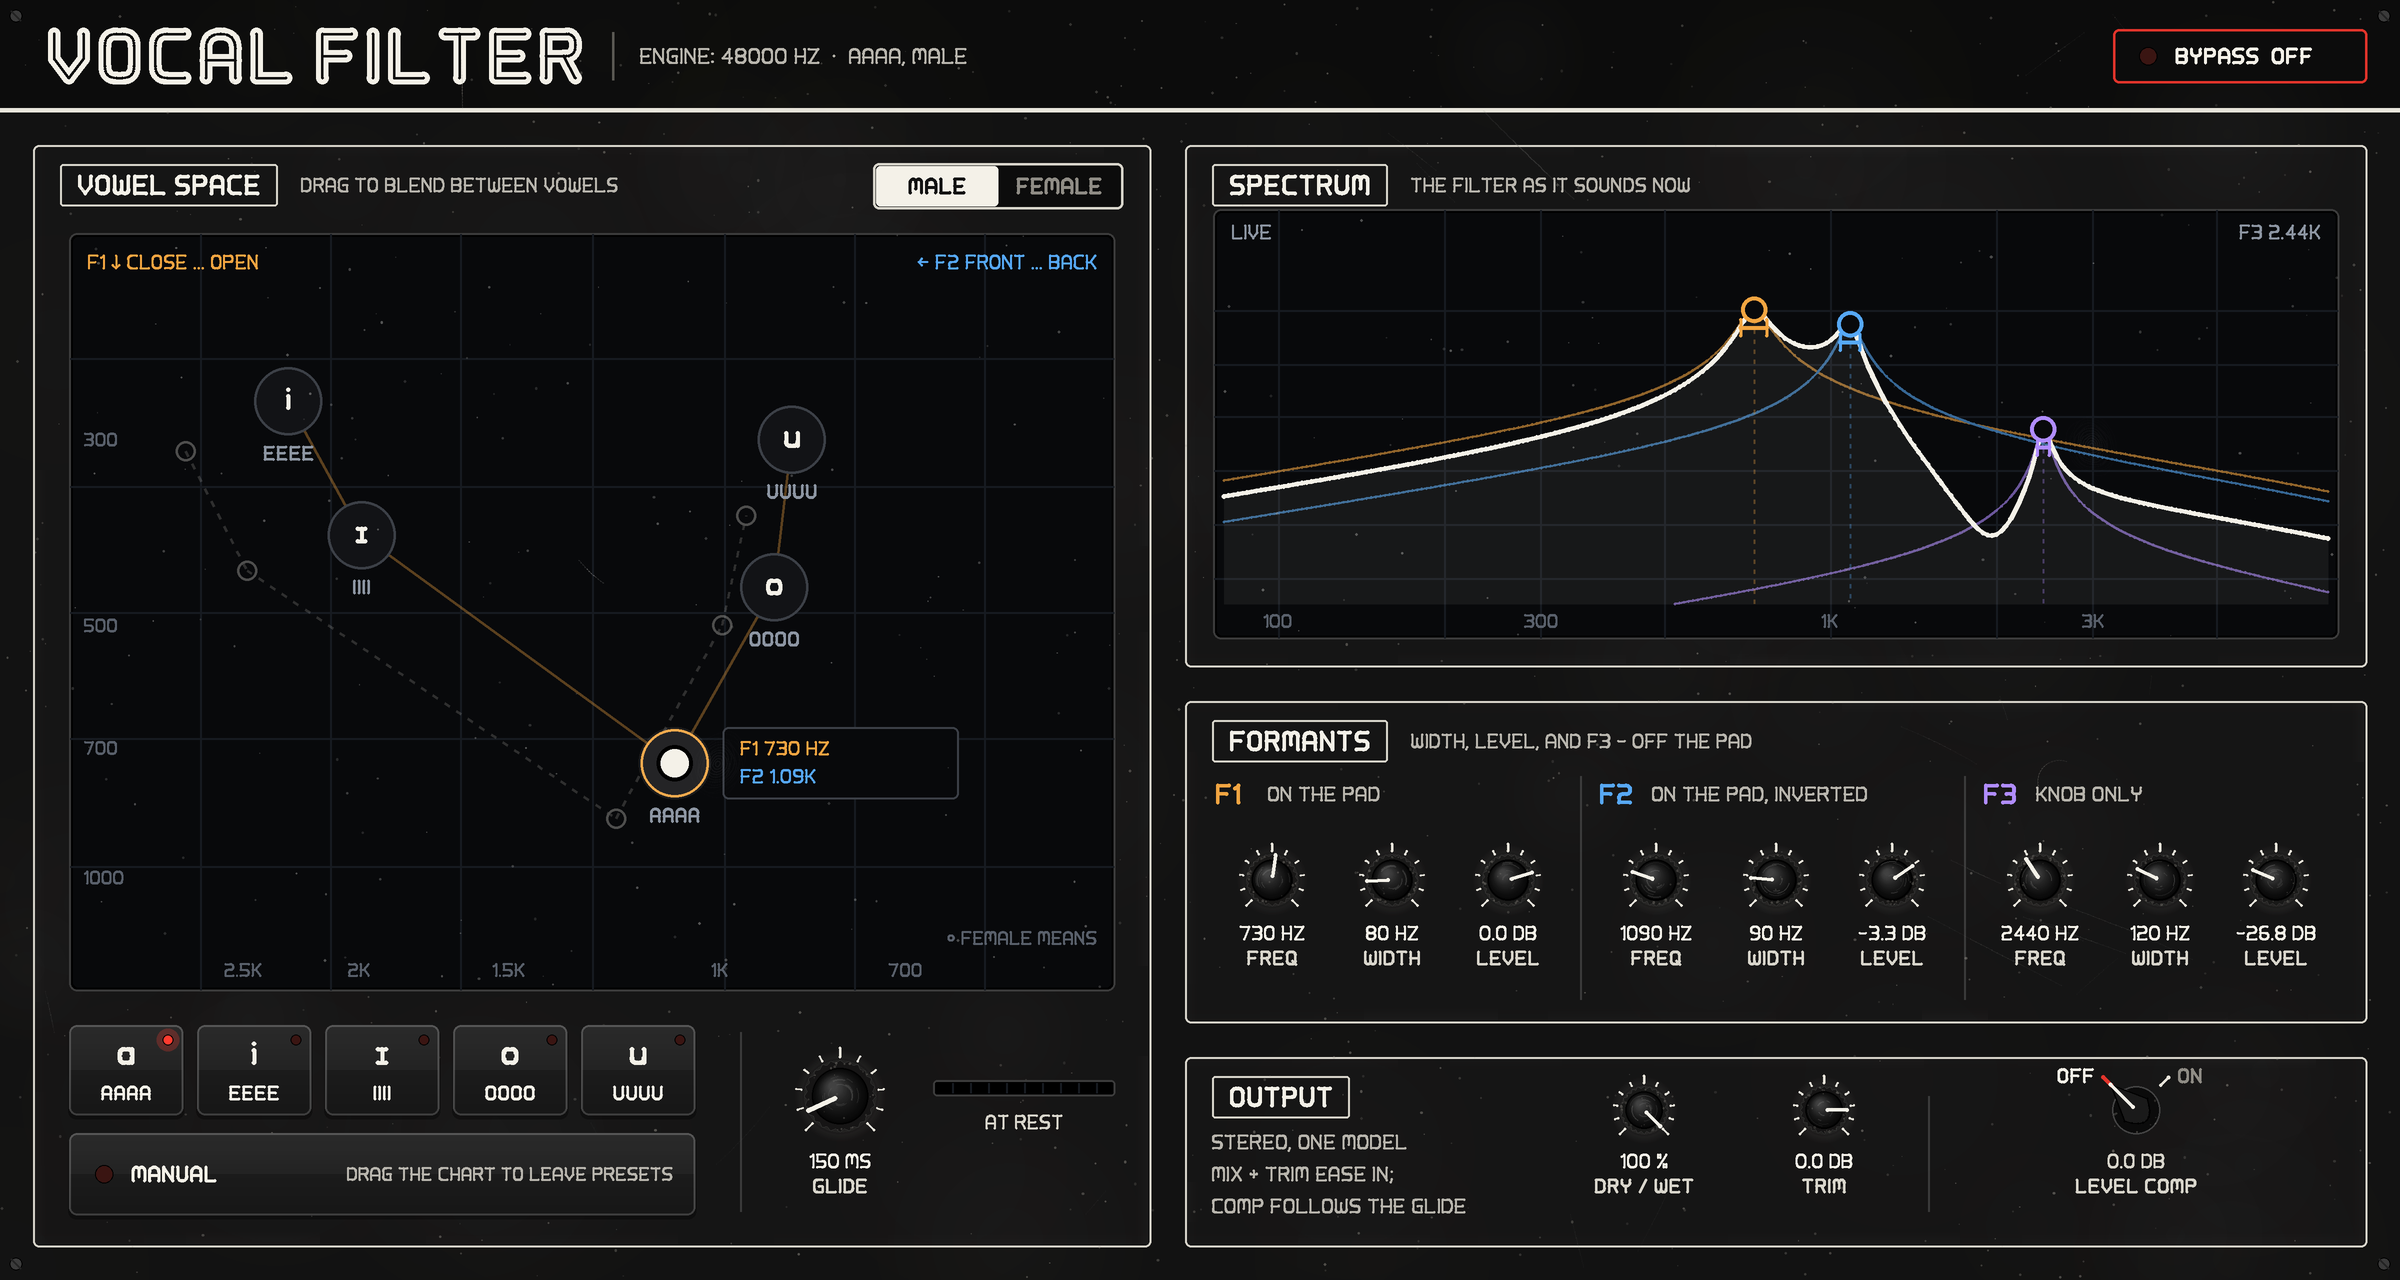 VOCAL FILTER
ENGINE: 48000 HZ · AAAA, MALE
BYPASS OFF
VOWEL SPACE
DRAG TO BLEND BETWEEN VOWELS
MALE
FEMALE
F1 ↓ CLOSE ... OPEN
← F2 FRONT ... BACK
i
EEEE
u
UUUU
300
ɪ
IIII
o
OOOO
500
700
F1 730 HZ
F2 1.09K
AAAA
1000
FEMALE MEANS
2.5K
2K
1.5K
1K
700
a
AAAA
i
EEEE
ɪ
IIII
o
OOOO
u
UUUU
MANUAL
DRAG THE CHART TO LEAVE PRESETS
150 MS
GLIDE
AT REST
SPECTRUM
THE FILTER AS IT SOUNDS NOW
LIVE
F3 2.44K
100
300
1K
3K
FORMANTS
WIDTH, LEVEL, AND F3 - OFF THE PAD
F1
ON THE PAD
F2
ON THE PAD, INVERTED
F3
KNOB ONLY
730 HZ
FREQ
80 HZ
WIDTH
0.0 DB
LEVEL
1090 HZ
FREQ
90 HZ
WIDTH
-3.3 DB
LEVEL
2440 HZ
FREQ
120 HZ
WIDTH
-26.8 DB
LEVEL
OUTPUT
STEREO, ONE MODEL
MIX + TRIM EASE IN;
COMP FOLLOWS THE GLIDE
100 %
DRY / WET
0.0 DB
TRIM
OFF
ON
0.0 DB
LEVEL COMP